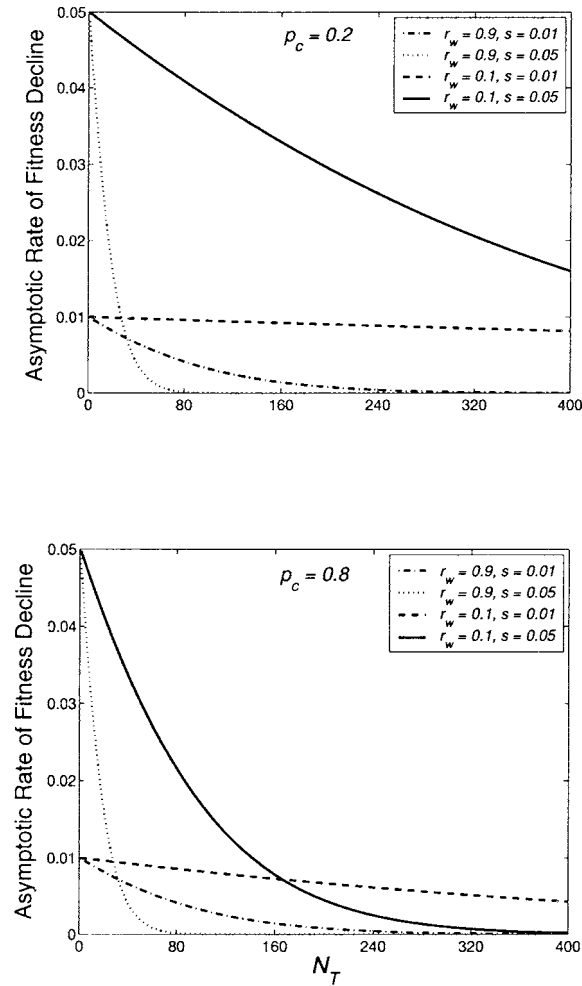 Asymptotic Rate of Fitness Decline
0.05
0.04
0.03
0.02
0.01
0
p_c = 0.2
r_w = 0.9, s = 0.01
r_w = 0.9, s = 0.05
r_w = 0.1, s = 0.01
r_w = 0.1, s = 0.05
0 80 160 240 320 400
Asymptotic Rate of Fitness Decline
0.05
0.04
0.03
0.02
0.01
0
p_c = 0.8
r_w = 0.9, s = 0.01
r_w = 0.9, s = 0.05
r_w = 0.1, s = 0.01
r_w = 0.1, s = 0.05
0 80 160 240 320 400
N_T